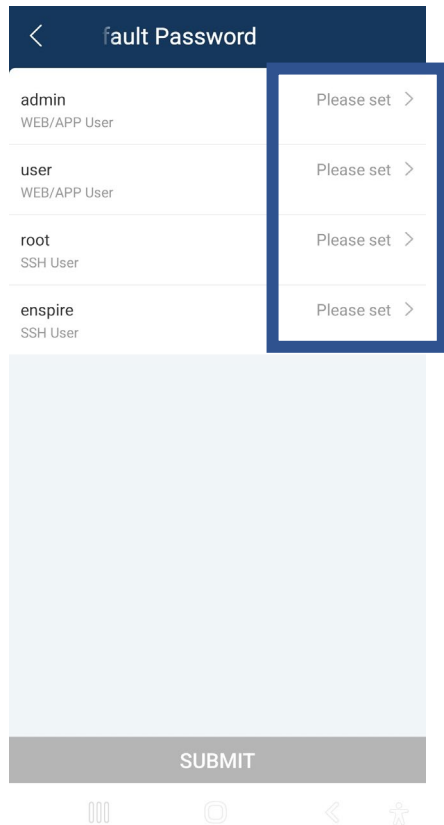 fault Password
admin
Please set
WEB/APP User
user
Please set
WEB/APP User
root
Please set
SSH User
enspire
Please set
SSH User
SUBMIT